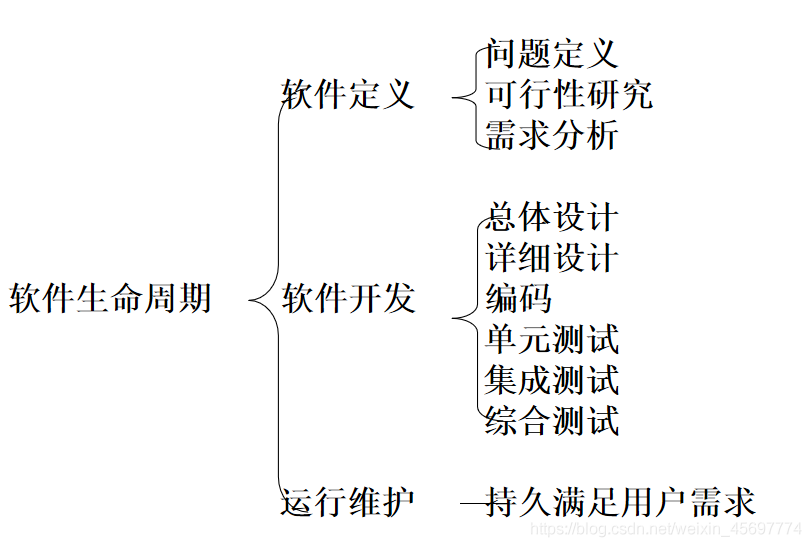 软件定义
问题定义
可行性研究
需求分析
软件生命周期
软件开发
总体设计
详细设计
编码
单元测试
集成测试
综合测试
运行维护
持久满足用户需求
https://blog.csdn.net/weixin_45697774